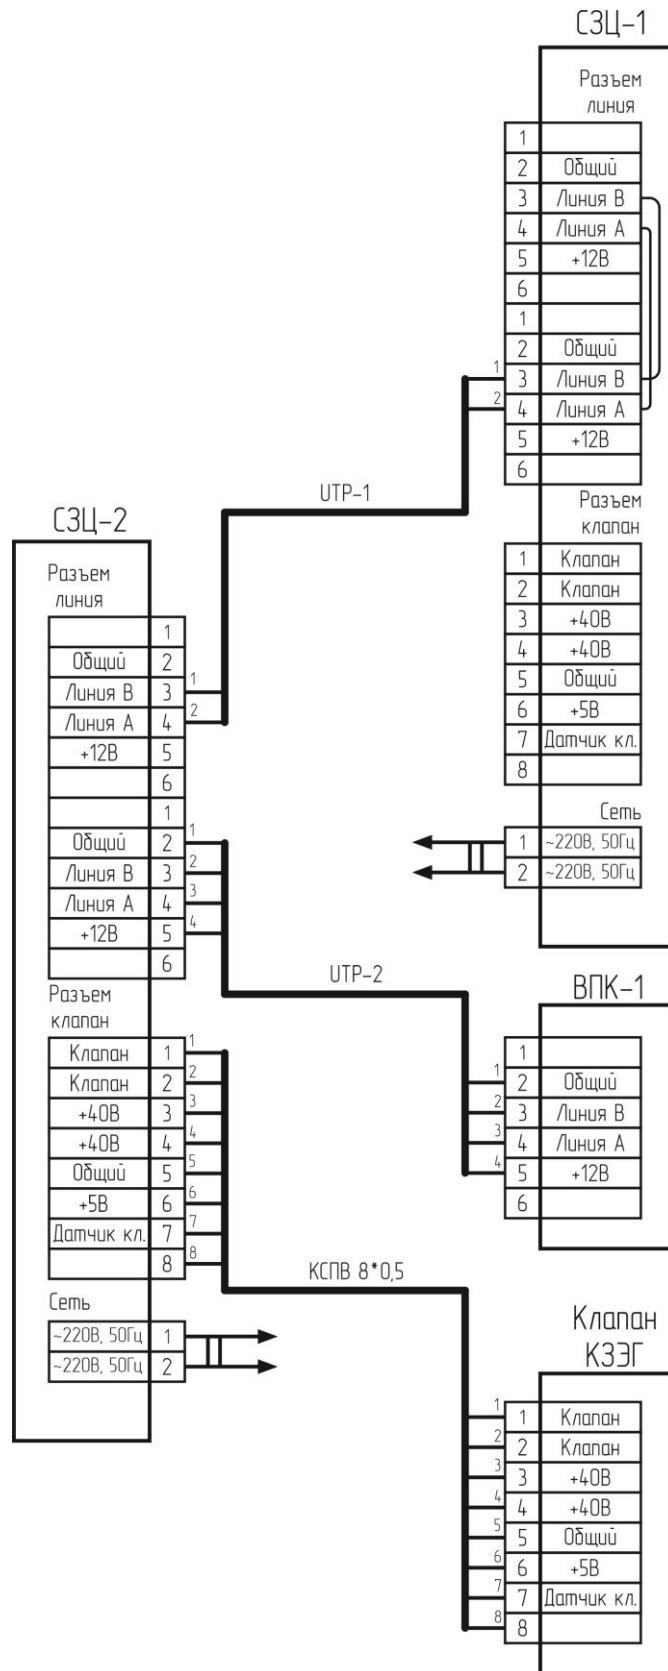 СЗЦ-1
Разъем
линия
1
2 Общий
3 Линия В
4 Линия А
5 +12В
6
1
2 Общий
1 3 Линия В
2 4 Линия А
5 +12В
6
UTP-1
Разъем
клапан
1 Клапан
2 Клапан
3 +40В
4 +40В
5 Общий
6 +5В
7 Датчик кл.
8
Сеть
1 ~220В, 50Гц
2 ~220В, 50Гц
СЗЦ-2
Разъем
линия
1
Общий 2
Линия В 3 1
Линия А 4 2
+12В 5
6
1
Общий 2 1
Линия В 3 2
Линия А 4 3
+12В 5 4
6
UTP-2
Разъем
клапан
Клапан 1 1
Клапан 2 2
+40В 3 3
+40В 4 4
Общий 5 5
+5В 6 6
Датчик кл. 7 7
8 8
КСПВ 8*0,5
Сеть
~220В, 50Гц 1
~220В, 50Гц 2
ВПК-1
1
1 2 Общий
2 3 Линия В
3 4 Линия А
4 5 +12В
6
Клапан
КЗЭГ
1 1 Клапан
2 2 Клапан
3 3 +40В
4 4 +40В
5 5 Общий
6 6 +5В
7 7 Датчик кл.
8 8